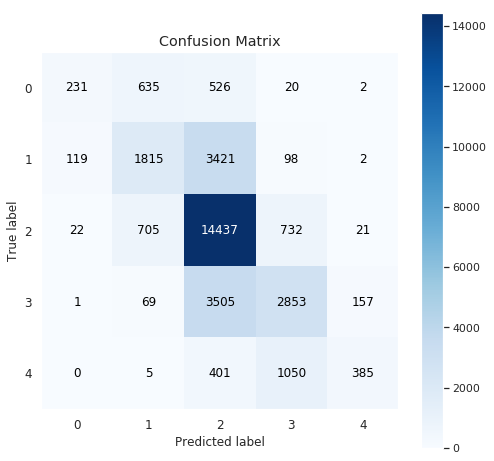 Confusion Matrix
14000
12000
10000
8000
6000
4000
2000
0
True label
0 231 635 526 20 2
1 119 1815 3421 98 2
2 22 705 14437 732 21
3 1 69 3505 2853 157
4 0 5 401 1050 385
0 1 2 3 4
Predicted label